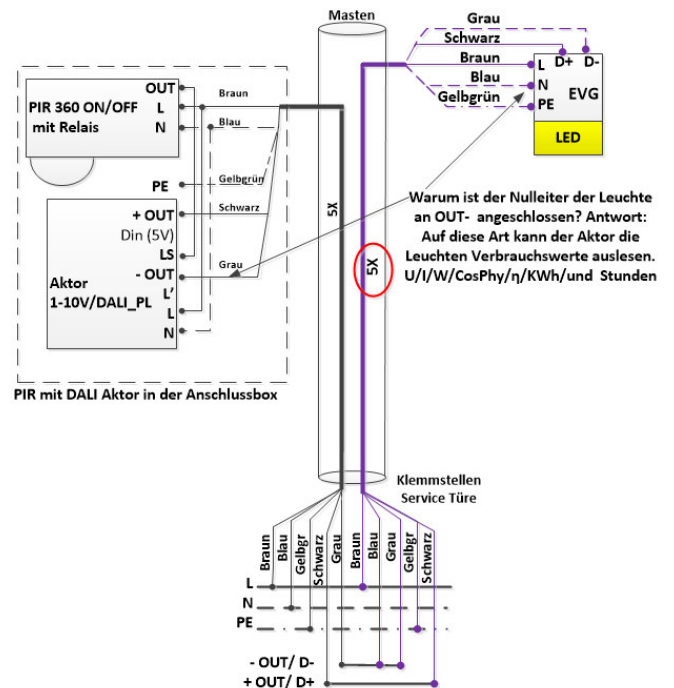 Masten
Grau
Schwarz
Braun
Blau
Gelbgrün
L D+ D-
N EVG
PE
LED
PIR 360 ON/OFF
mit Relais
OUT
L
N
Braun
Blau
PE
Gelbgrün
Schwarz
+ OUT
Din (5V)
LS
- OUT
Grau
L'
L
N
Aktor
1-10V/DALI_PL
PIR mit DALI Aktor in der Anschlussbox
5X
5X
Warum ist der Nulleiter der Leuchte
an OUT- angeschlossen? Antwort:
Auf diese Art kann der Aktor die
Leuchten Verbrauchswerte auslesen.
U/I/W/CosPhy/η/KWh/und Stunden
Klemmstellen
Service Türe
Braun
Blau
Gelbgr
Schwarz
Grau
Braun
Blau
Grau
Gelbgr
Schwarz
L
N
PE
- OUT/ D-
+ OUT/ D+